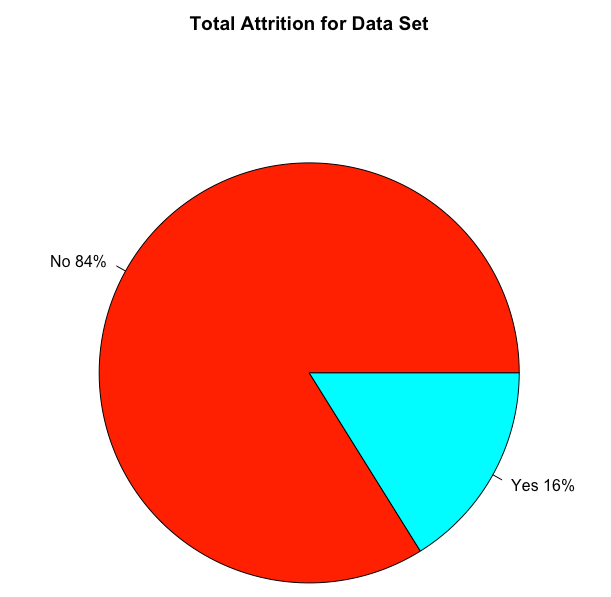 Total Attrition for Data Set
No 84%
Yes 16%